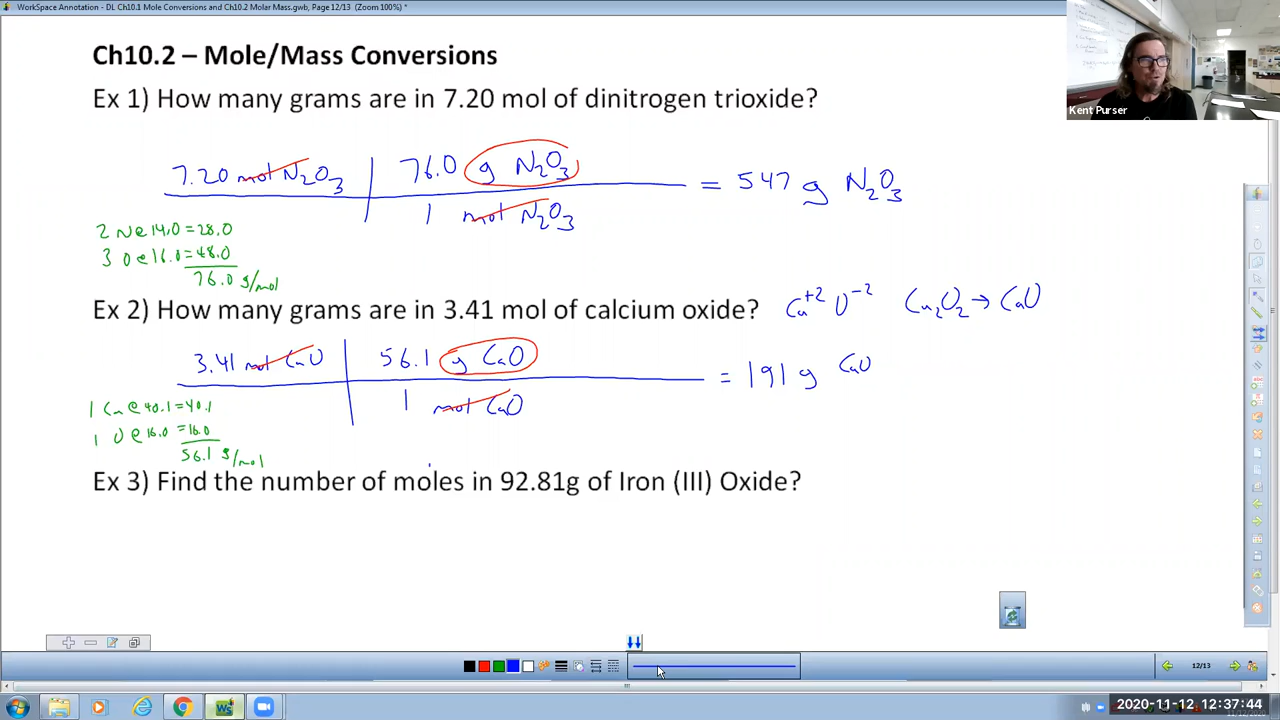 WorkSpace Annotation - DL Ch10.1 Mole Conversions and Ch10.2 Molar Mass.gwb, Page 12/13 (Zoom 100%) *
Kent Purser
Ch10.2 – Mole/Mass Conversions
Ex 1) How many grams are in 7.20 mol of dinitrogen trioxide?
7.20 mol N₂O₃ | 76.0 g N₂O₃ = 547 g N₂O₃
1 mol N₂O₃
2 N @ 14.0 = 28.0
3 O @ 16.0 = 48.0
76.0 g/mol
Ex 2) How many grams are in 3.41 mol of calcium oxide? Ca⁺² O⁻² Ca₂O₂ → CaO
3.41 mol CaO | 56.1 g CaO = 191 g CaO
1 mol CaO
1 Ca @ 40.1 = 40.1
1 O @ 16.0 = 16.0
56.1 g/mol
Ex 3) Find the number of moles in 92.81g of Iron (III) Oxide?
12/13
2020-11-12 12:37:44